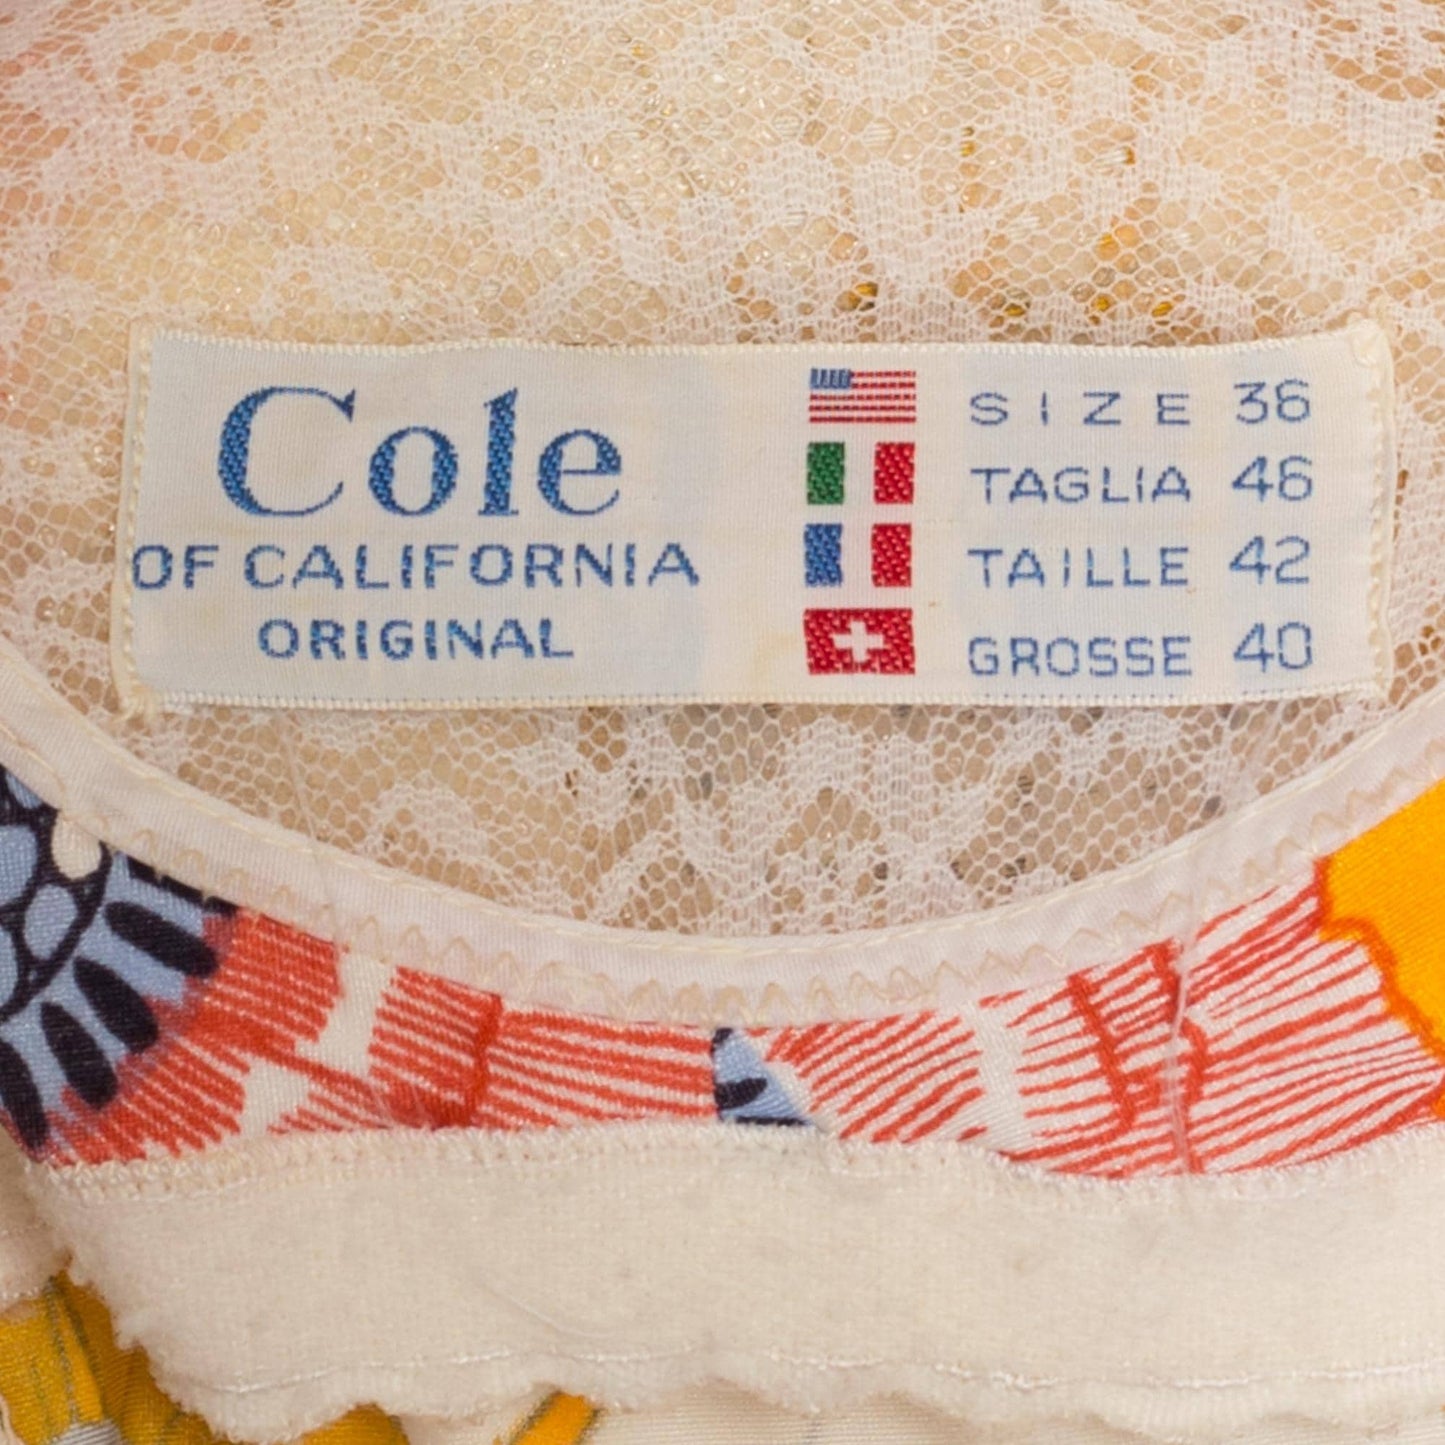 Cole
OF CALIFORNIA
ORIGINAL
SIZE 36
TAGLIA 46
TAILLE 42
GROSSE 40